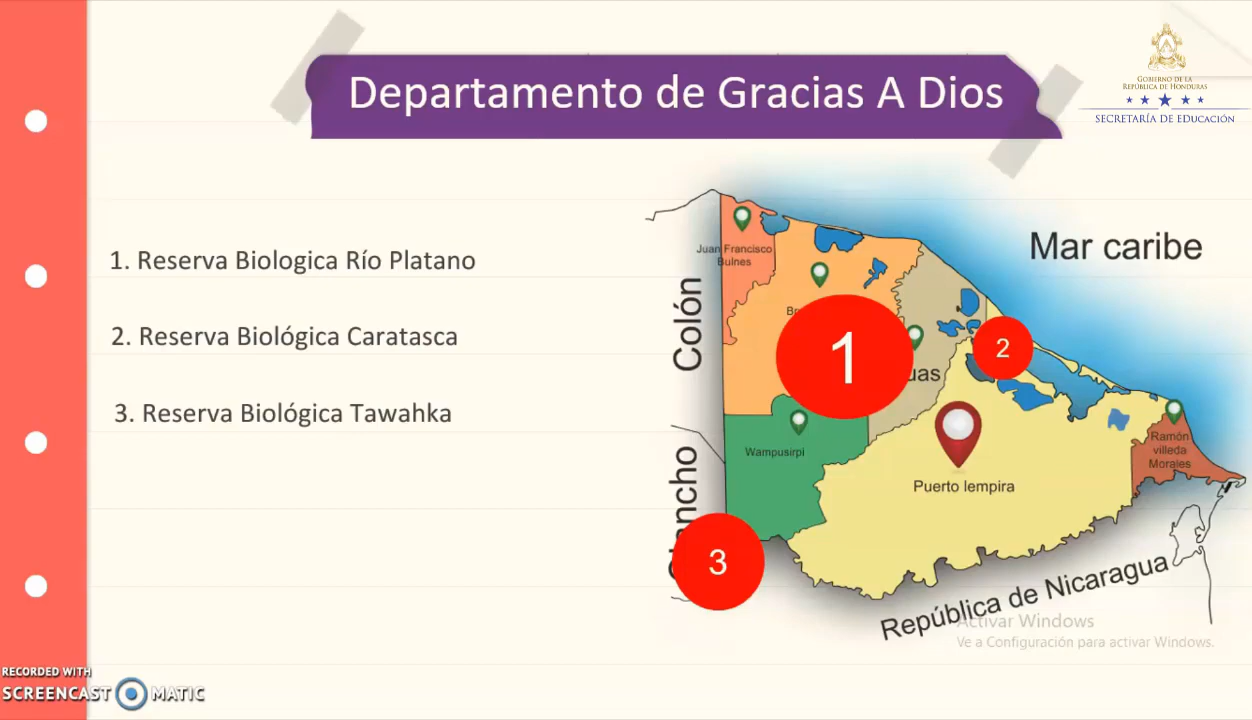 Departamento de Gracias A Dios
GOBIERNO DE LA
REPÚBLICA DE HONDURAS
SECRETARÍA DE EDUCACIÓN
1. Reserva Biologica Río Platano
2. Reserva Biológica Caratasca
3. Reserva Biológica Tawahka
Mar caribe
Juan Francisco
Bulnes
Colón
1
2
uas
Ramón
villeda
Morales
Wampusirpi
Puerto lempira
3
República de Nicaragua
Activar Windows
Ve a Configuración para activar Windows.
RECORDED WITH
SCREENCAST MATIC